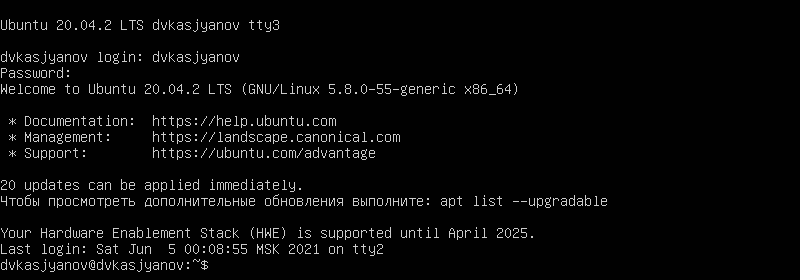 Ubuntu 20.04.2 LTS dvkasjyanov tty3
dvkasjyanov login: dvkasjyanov
Password:
Welcome to Ubuntu 20.04.2 LTS (GNU/Linux 5.8.0-55-generic x86_64)
* Documentation:  https://help.ubuntu.com
* Management:     https://landscape.canonical.com
* Support:        https://ubuntu.com/advantage
20 updates can be applied immediately.
Чтобы просмотреть дополнительные обновления выполните: apt list --upgradable
Your Hardware Enablement Stack (HWE) is supported until April 2025.
Last login: Sat Jun  5 00:08:55 MSK 2021 on tty2
dvkasjyanov@dvkasjyanov:~$